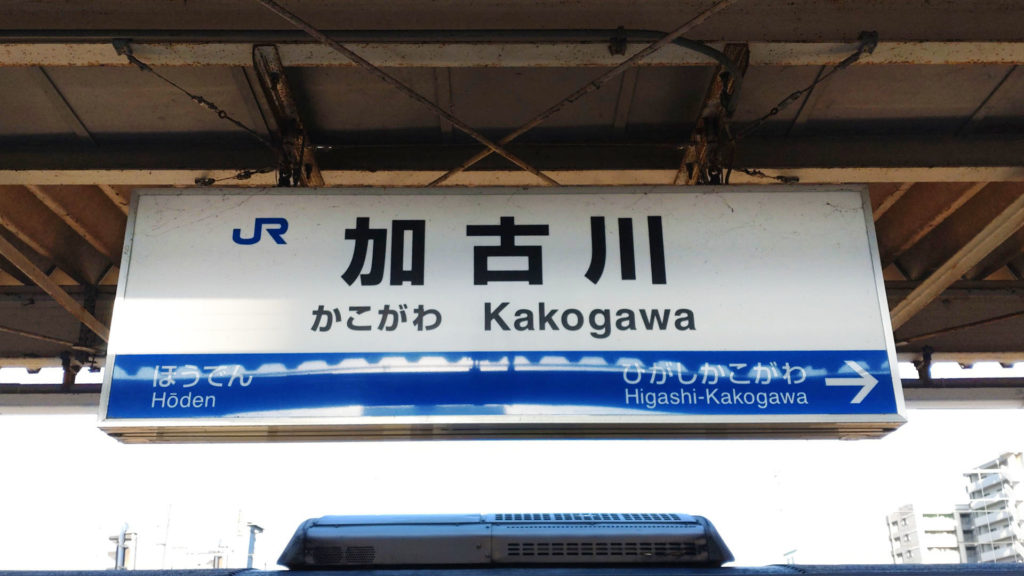 JR 加古川
かこがわ Kakogawa
ほうでん ひがしかこがわ
Hōden Higashi-Kakogawa